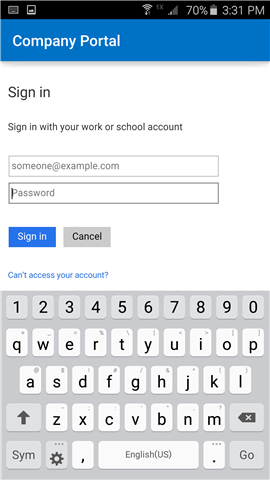 1X 70% 3:31 PM
Company Portal
Sign in
Sign in with your work or school account
someone@example.com
Password
Sign in Cancel
Can't access your account?
1 2 3 4 5 6 7 8 9 0
q w e r t y u i o p
a s d f g h j k l
z x c v b n m
Sym , English(US) . Go